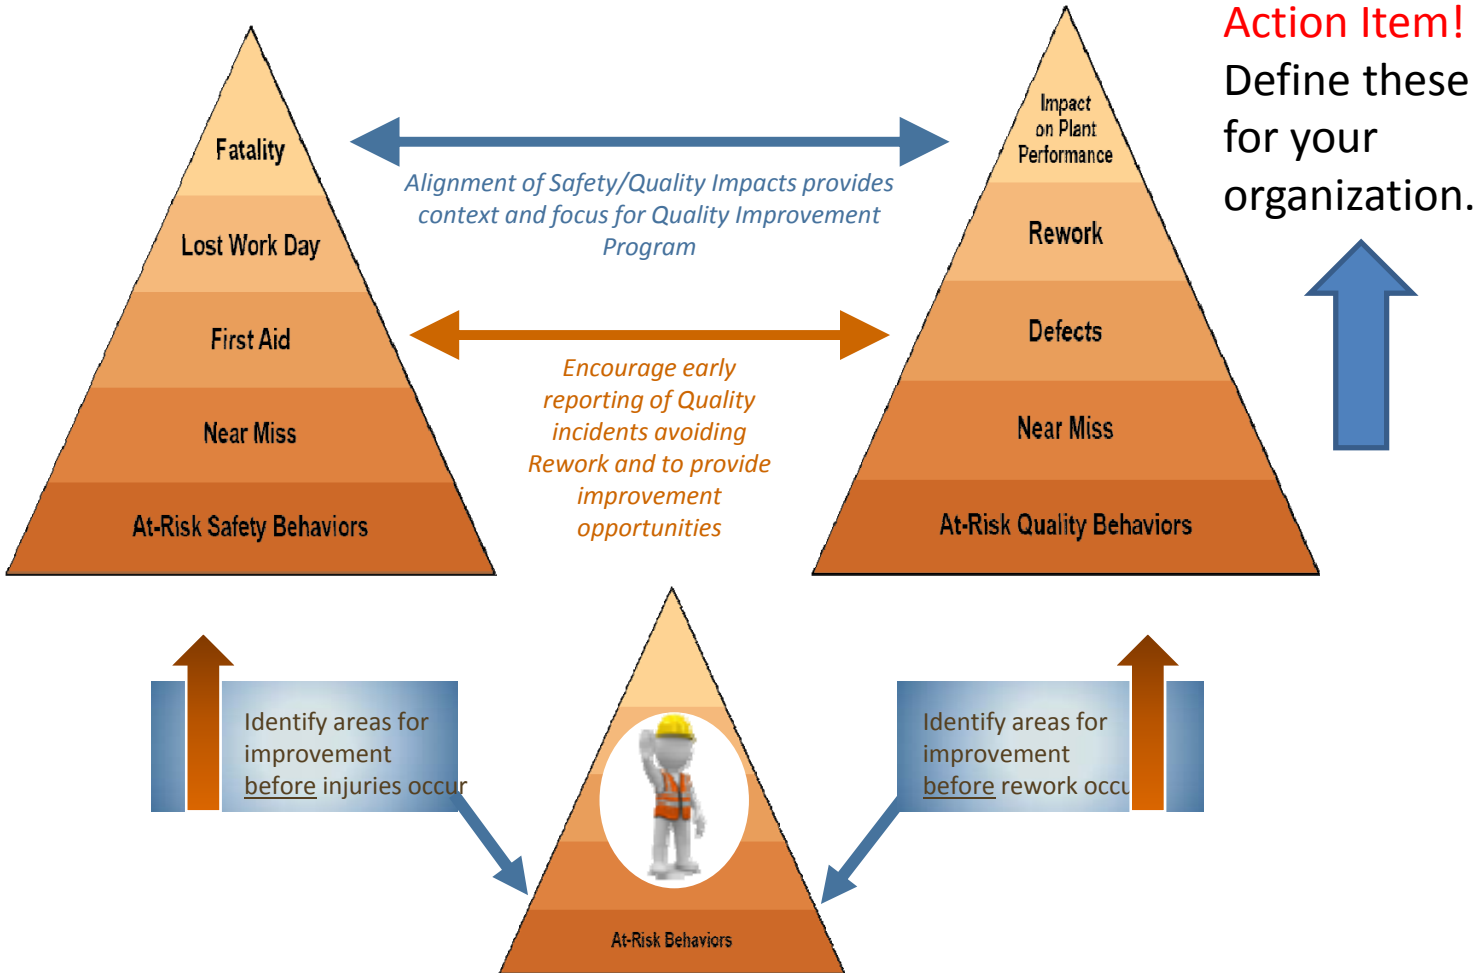 Action Item!
Define these
for your
organization.
Fatality
Lost Work Day
First Aid
Near Miss
At-Risk Safety Behaviors
Alignment of Safety/Quality Impacts provides
context and focus for Quality Improvement
Program
Encourage early
reporting of Quality
incidents avoiding
Rework and to provide
improvement
opportunities
Impact
on Plant
Performance
Rework
Defects
Near Miss
At-Risk Quality Behaviors
Identify areas for
improvement
before injuries occur
Identify areas for
improvement
before rework occu
At-Risk Behaviors